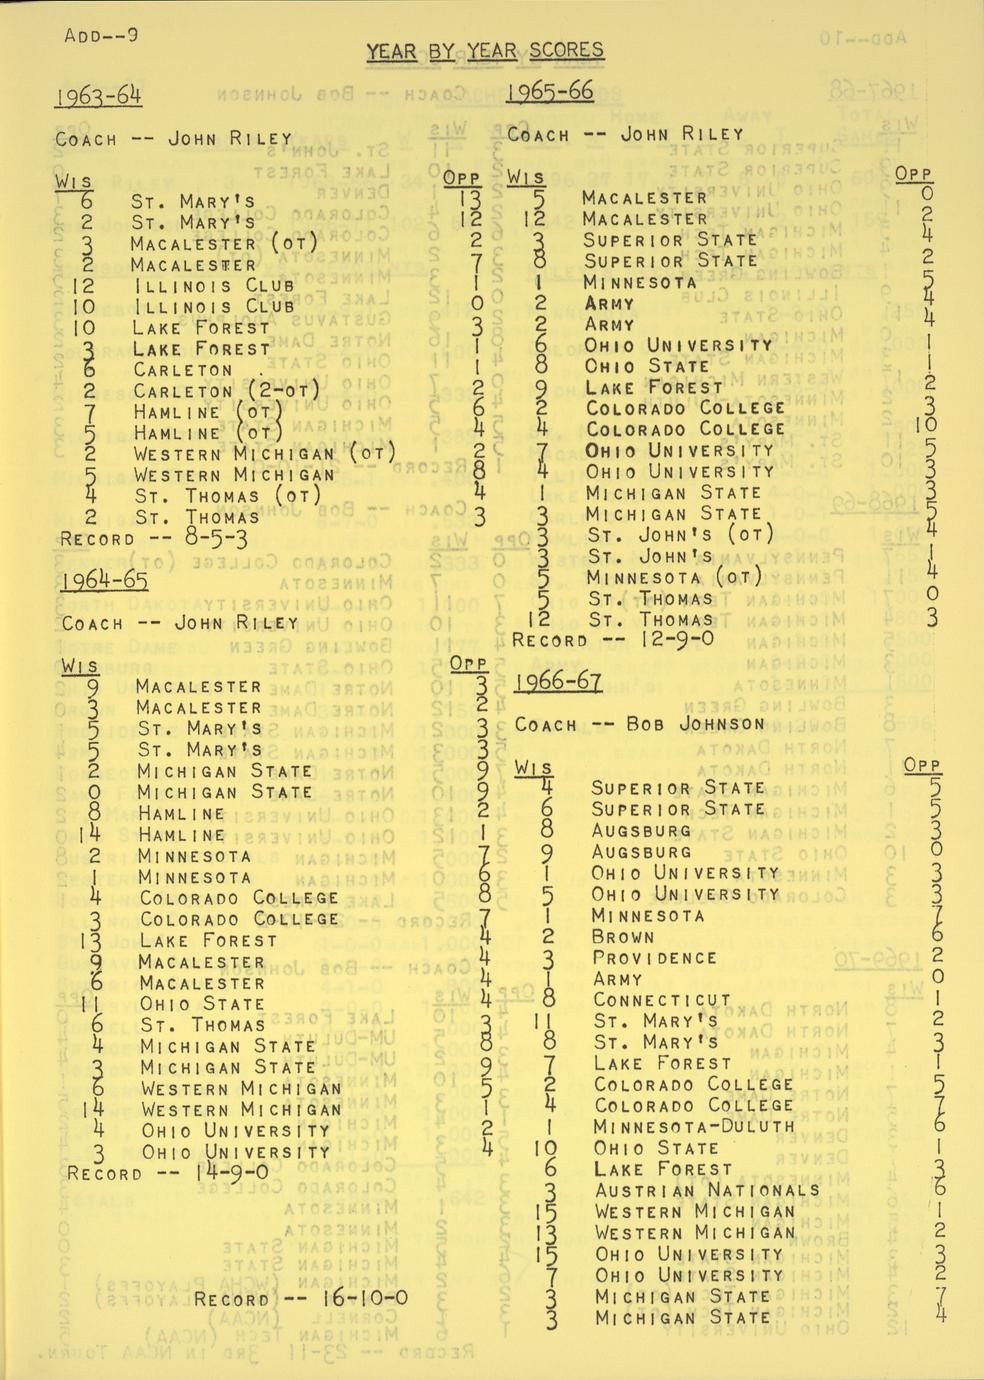 ADD--9
YEAR BY YEAR SCORES
1963-64
COACH -- JOHN RILEY
WIS OPP
6 ST. MARY'S 13
2 ST. MARY'S 12
3 MACALESTER (OT) 2
2 MACALESTER 7
12 ILLINOIS CLUB 1
10 ILLINOIS CLUB 0
10 LAKE FOREST 3
3 LAKE FOREST 1
6 CARLETON 1
2 CARLETON (2-OT) 2
7 HAMLINE (OT) 6
5 HAMLINE (OT) 4
2 WESTERN MICHIGAN (OT) 2
5 WESTERN MICHIGAN 8
4 ST. THOMAS (OT) 4
2 ST. THOMAS 3
RECORD -- 8-5-3
1964-65
COACH -- JOHN RILEY
WIS OPP
9 MACALESTER 3
3 MACALESTER 2
5 ST. MARY'S 3
5 ST. MARY'S 3
2 MICHIGAN STATE 9
0 MICHIGAN STATE 9
8 HAMLINE 2
14 HAMLINE 1
2 MINNESOTA 7
1 MINNESOTA 6
4 COLORADO COLLEGE 8
3 COLORADO COLLEGE 7
13 LAKE FOREST 4
9 MACALESTER 4
6 MACALESTER 4
11 OHIO STATE 4
6 ST. THOMAS 3
4 MICHIGAN STATE 8
3 MICHIGAN STATE 9
6 WESTERN MICHIGAN 5
14 WESTERN MICHIGAN 1
4 OHIO UNIVERSITY 2
3 OHIO UNIVERSITY 4
RECORD -- 14-9-0
1965-66
COACH -- JOHN RILEY
WIS OPP
5 MACALESTER 0
12 MACALESTER 2
3 SUPERIOR STATE 4
8 SUPERIOR STATE 2
1 MINNESOTA 5
2 ARMY 4
2 ARMY 4
6 OHIO UNIVERSITY 1
8 OHIO STATE 1
9 LAKE FOREST 2
2 COLORADO COLLEGE 3
4 COLORADO COLLEGE 10
7 OHIO UNIVERSITY 5
4 OHIO UNIVERSITY 3
1 MICHIGAN STATE 3
3 MICHIGAN STATE 5
3 ST. JOHN'S (OT) 4
3 ST. JOHN'S 1
5 MINNESOTA (OT) 4
5 ST. THOMAS 0
12 ST. THOMAS 3
RECORD -- 12-9-0
1966-67
COACH -- BOB JOHNSON
WIS OPP
4 SUPERIOR STATE 5
6 SUPERIOR STATE 5
8 AUGSBURG 3
9 AUGSBURG 0
1 OHIO UNIVERSITY 3
5 OHIO UNIVERSITY 3
1 MINNESOTA 7
2 BROWN 6
3 PROVIDENCE 2
1 ARMY 0
8 CONNECTICUT 1
11 ST. MARY'S 2
8 ST. MARY'S 3
7 LAKE FOREST 1
2 COLORADO COLLEGE 5
4 COLORADO COLLEGE 7
1 MINNESOTA-DULUTH 6
10 OHIO STATE 1
6 LAKE FOREST 3
3 AUSTRIAN NATIONALS 6
15 WESTERN MICHIGAN 1
13 WESTERN MICHIGAN 2
15 OHIO UNIVERSITY 3
7 OHIO UNIVERSITY 2
3 MICHIGAN STATE 7
3 MICHIGAN STATE 4
RECORD -- 16-10-0